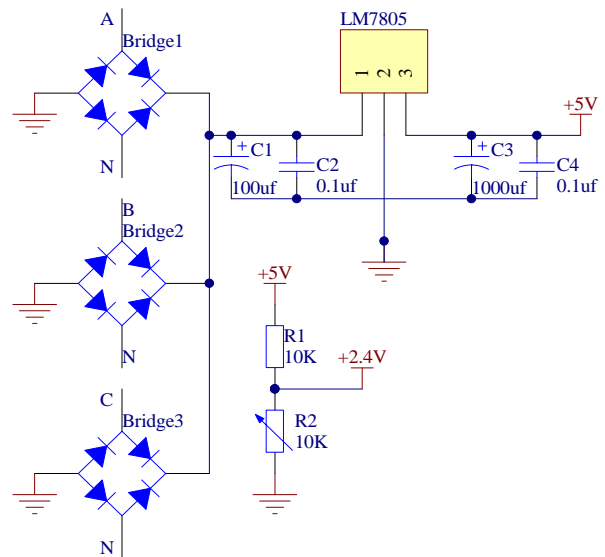 A
Bridge1
N
LM7805
1
2
3
+5V
+
C1
100uf
C2
0.1uf
+
C3
1000uf
C4
0.1uf
B
Bridge2
N
+5V
R1
10K
+2.4V
R2
10K
C
Bridge3
N